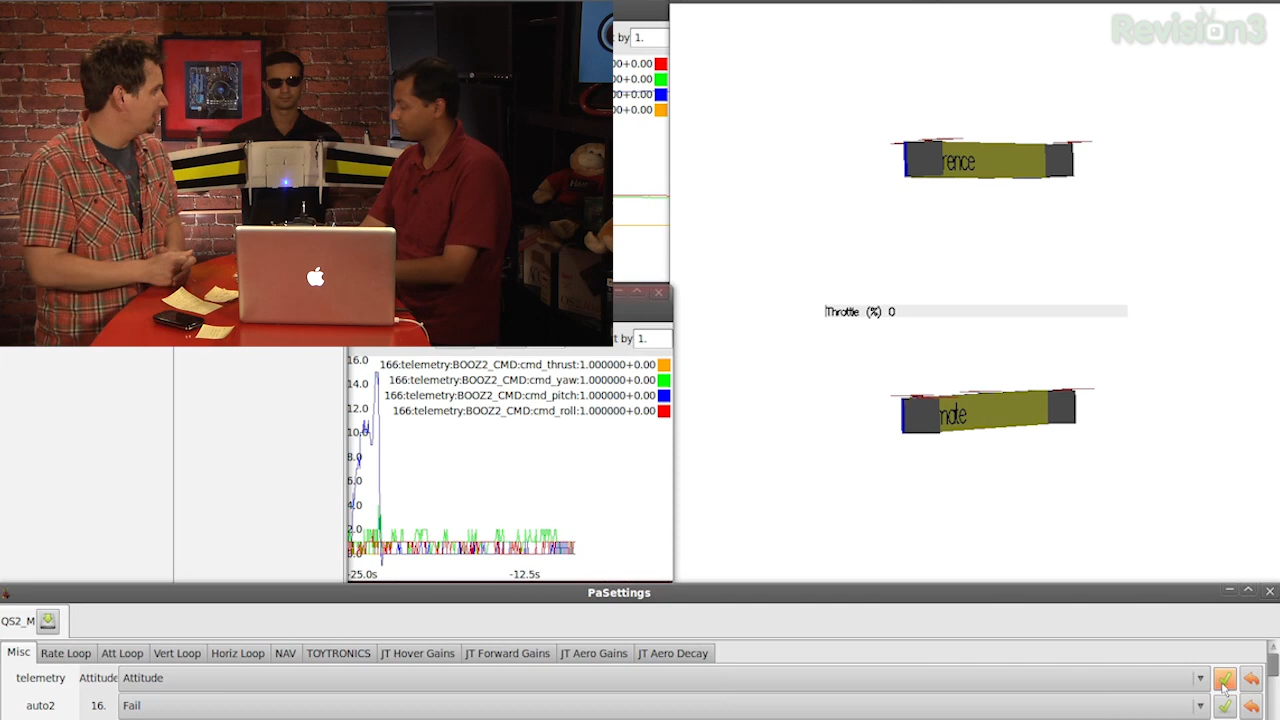 Revision3
t by 1.
00+0.00
00+0.00
00+0.00
00+0.00
rence
Throttle (%) 0
mate
t by 1.
16.0
14.0
12.0
10.0
8.0
6.0
4.0
2.0
0.0
166:telemetry:BOOZ2_CMD:cmd_thrust:1.000000+0.00
166:telemetry:BOOZ2_CMD:cmd_yaw:1.000000+0.00
166:telemetry:BOOZ2_CMD:cmd_pitch:1.000000+0.00
166:telemetry:BOOZ2_CMD:cmd_roll:1.000000+0.00
-25.0s -12.5s
PaSettings
QS2_M
Misc Rate Loop Att Loop Vert Loop Horiz Loop NAV TOYTRONICS JT Hover Gains JT Forward Gains JT Aero Gains JT Aero Decay
telemetry Attitude Attitude
auto2 16. Fail